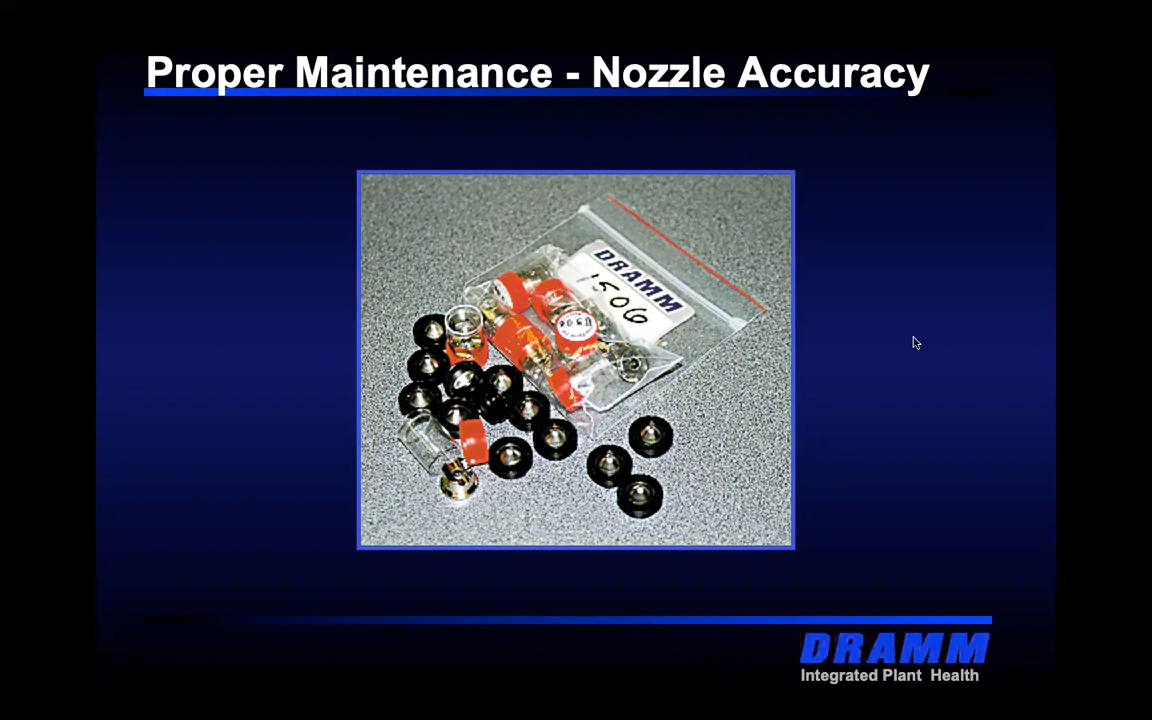 Proper Maintenance - Nozzle Accuracy
DRAMM
1506
DRAMM
Integrated Plant Health